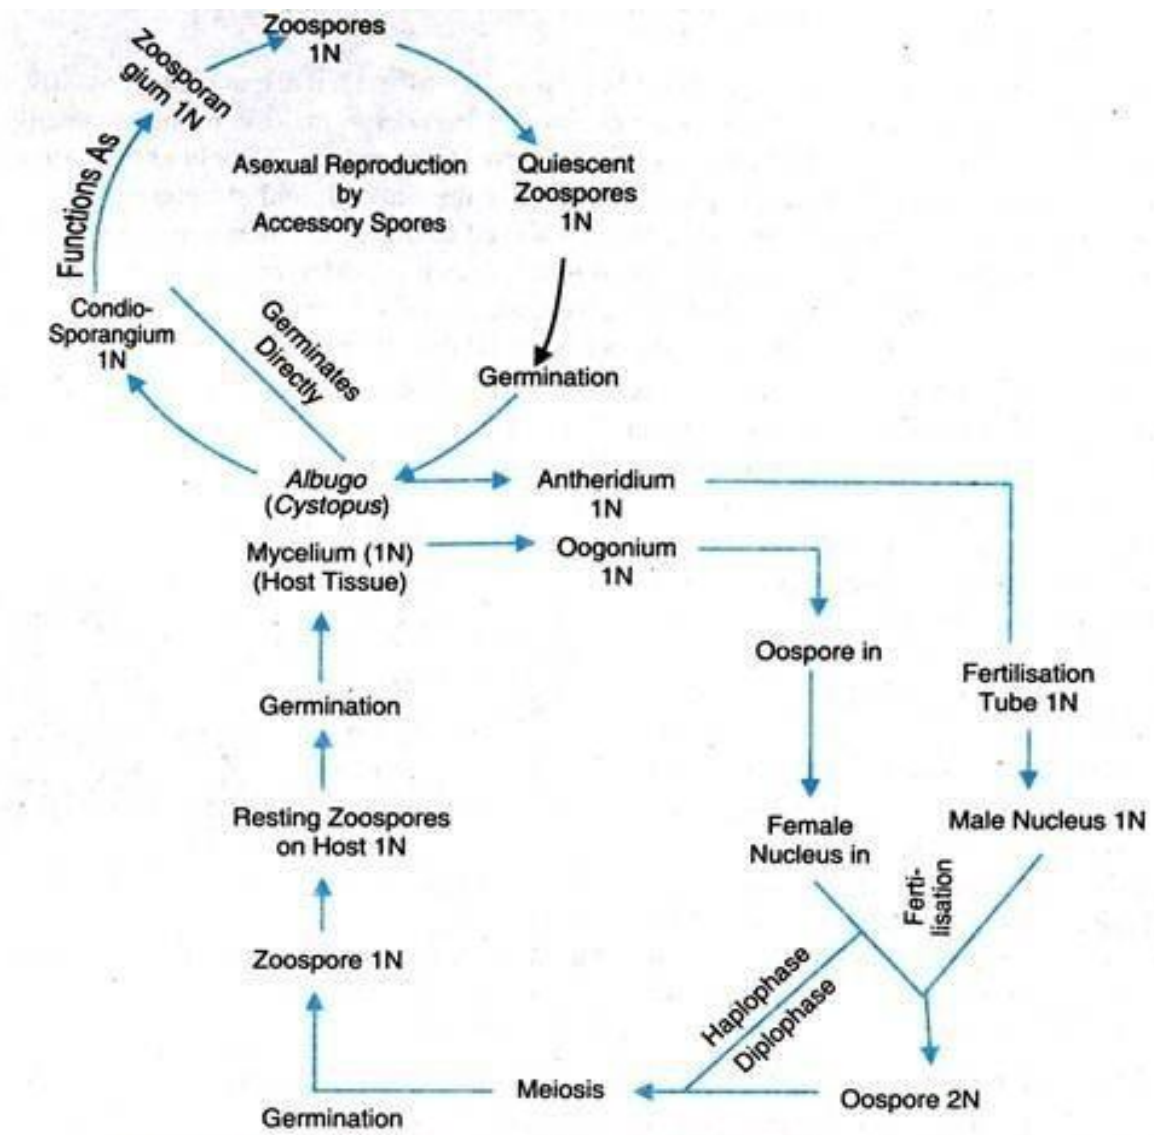 Zoospores
1N
Zoosporan
gium 1N
Functions As
Asexual Reproduction
by
Accessory Spores
Quiescent
Zoospores
1N
Condio-
Sporangium
1N
Germinates
Directly
Germination
Albugo
(Cystopus)
Mycelium (1N)
(Host Tissue)
Antheridium
1N
Oogonium
1N
Oospore in
Fertilisation
Tube 1N
Germination
Resting Zoospores
on Host 1N
Female
Nucleus in
Male Nucleus 1N
Ferti-
lisation
Zoospore 1N
Haplophase
Diplophase
Meiosis
Oospore 2N
Germination